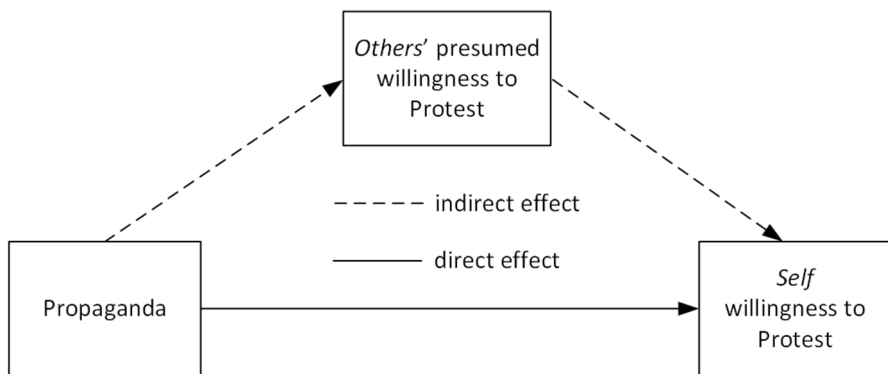 Others' presumed
willingness to
Protest
indirect effect
direct effect
Propaganda
Self
willingness to
Protest